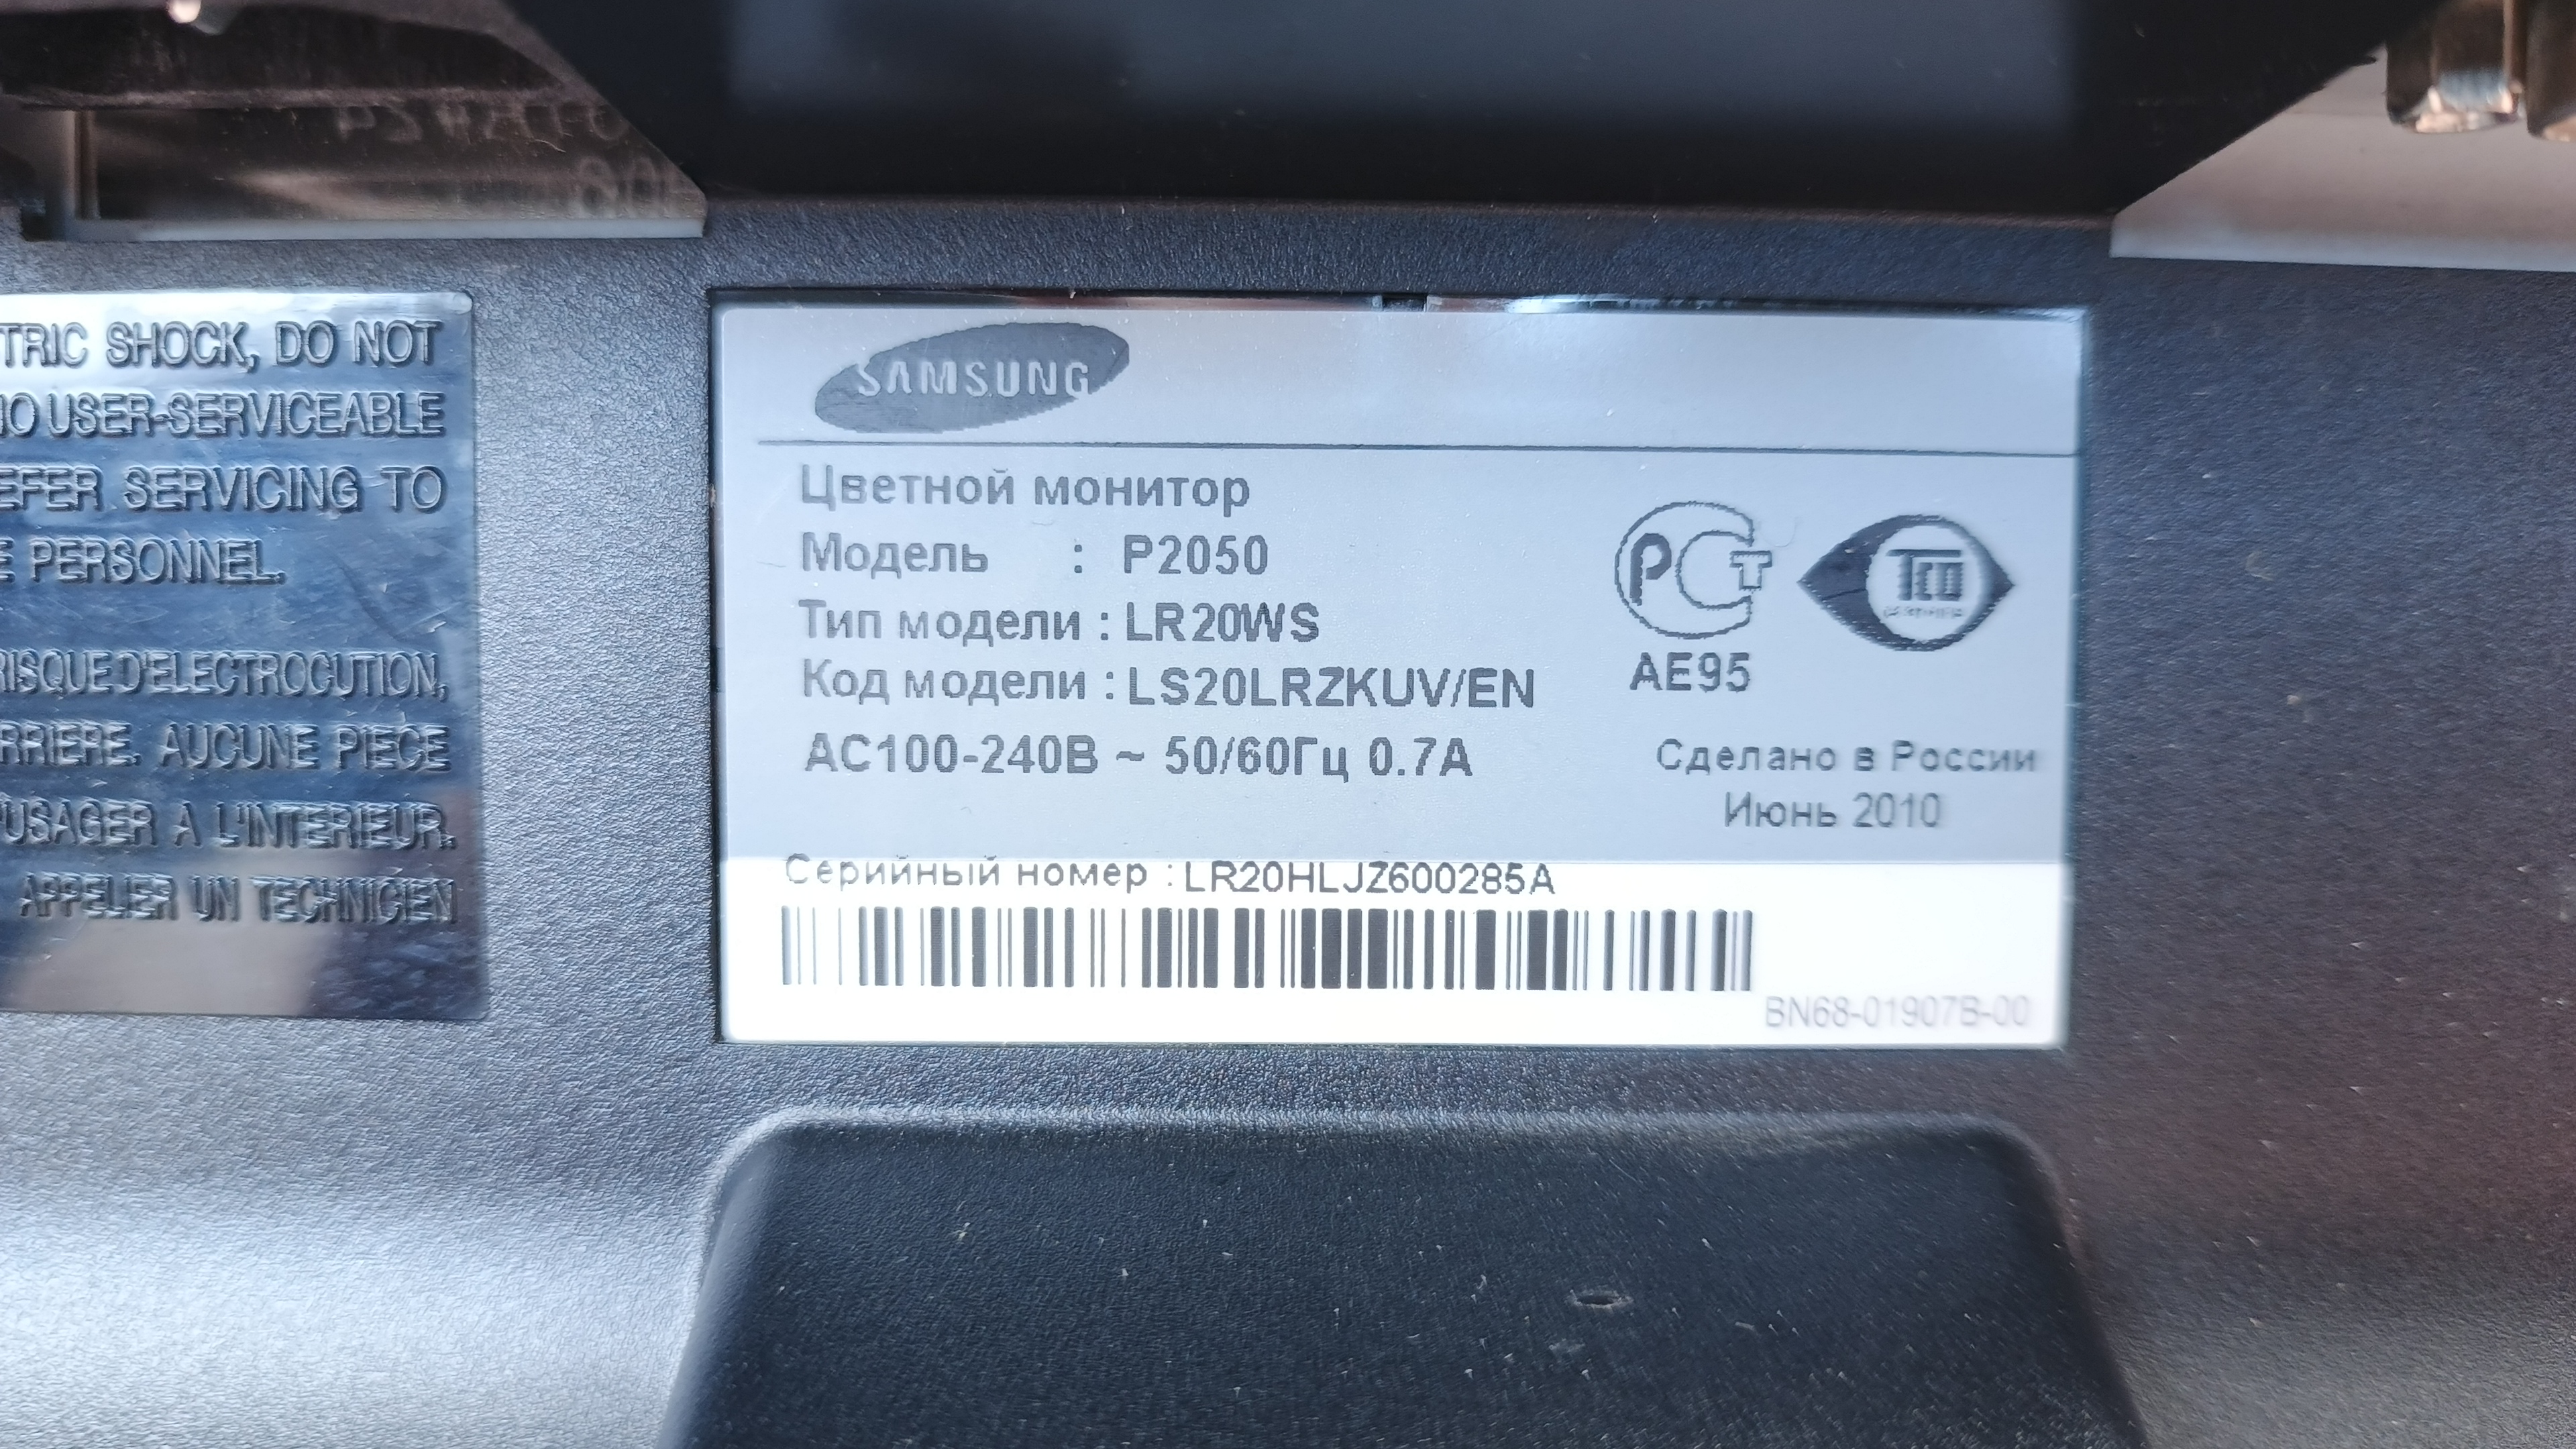 TRIC SHOCK, DO NOT
NO USER-SERVICEABLE
EFER SERVICING TO
E PERSONNEL.
RISQUE D'ELECTROCUTION,
RRIERE. AUCUNE PIECE
'USAGER A L'INTERIEUR.
APPELIER UN TECHNICIEN
SAMSUNG
Цветной монитор
Модель : P2050
Тип модели : LR20WS
Код модели : LS20LRZKUV/EN
AC100-240В ~ 50/60Гц 0.7A
РСТ
TCO
AE95
Сделано в России
Июнь 2010
Серийный номер : LR20HLJZ600285A
BN68-01907B-00